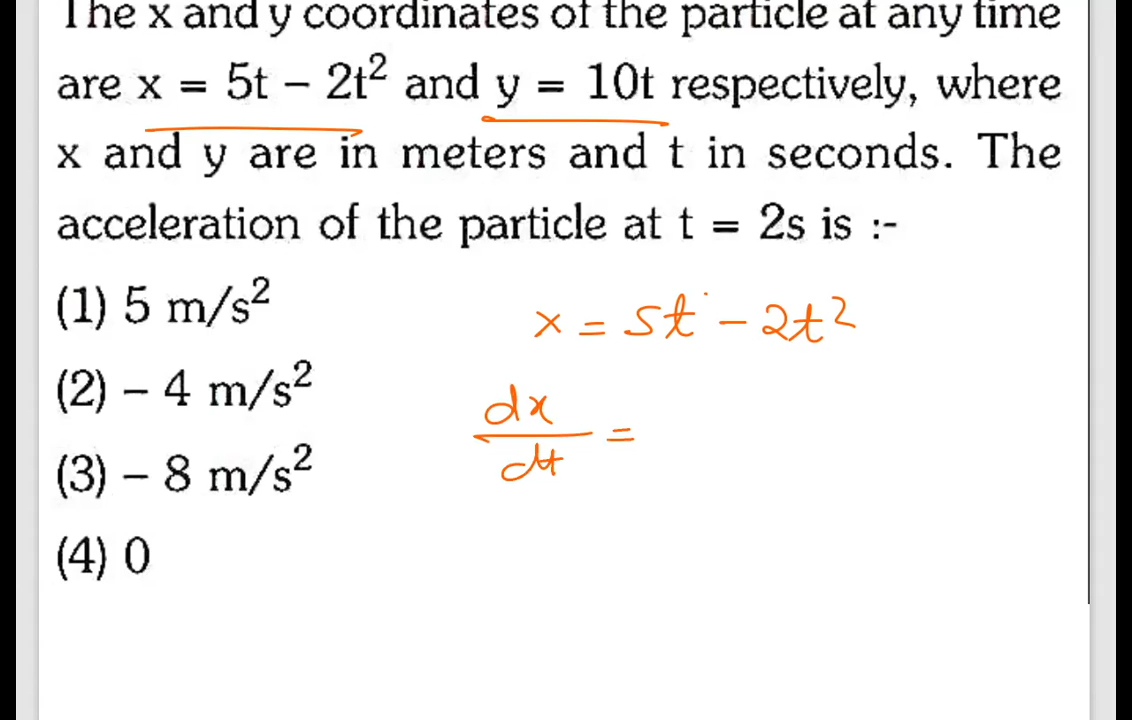 The x and y coordinates of the particle at any time
are x = 5t – 2t² and y = 10t respectively, where
x and y are in meters and t in seconds. The
acceleration of the particle at t = 2s is :-
(1) 5 m/s²
x = 5t – 2t²
(2) – 4 m/s²
dx/dt =
(3) – 8 m/s²
(4) 0